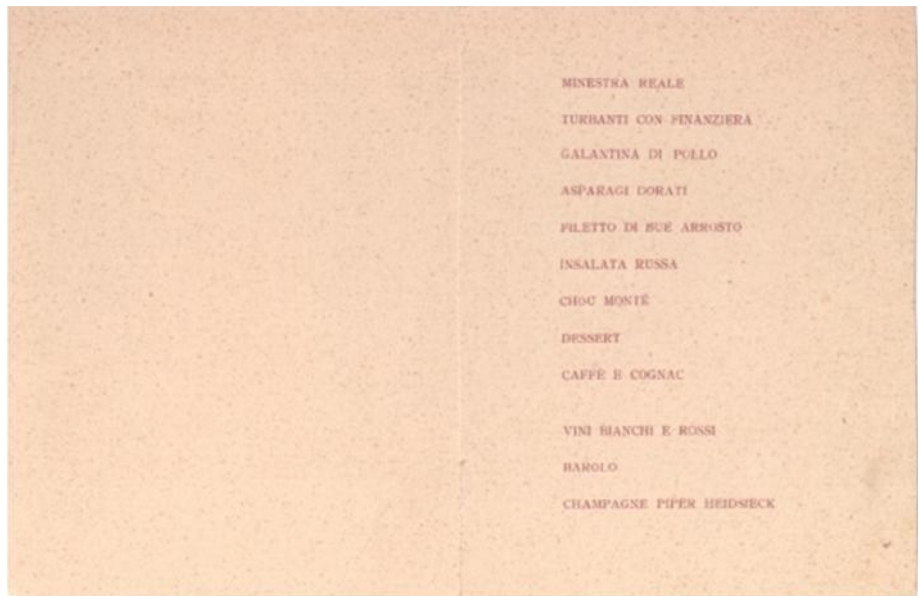 MINESTRA REALE
TURBANTI CON FINANZIERA
GALANTINA DI POLLO
ASPARAGI DORATI
FILETTO DI BUE ARROSTO
INSALATA RUSSA
CHOC MONTÉ
DESSERT
CAFFÈ E COGNAC
VINI BIANCHI E ROSSI
BAROLO
CHAMPAGNE PIPER HEIDSIECK